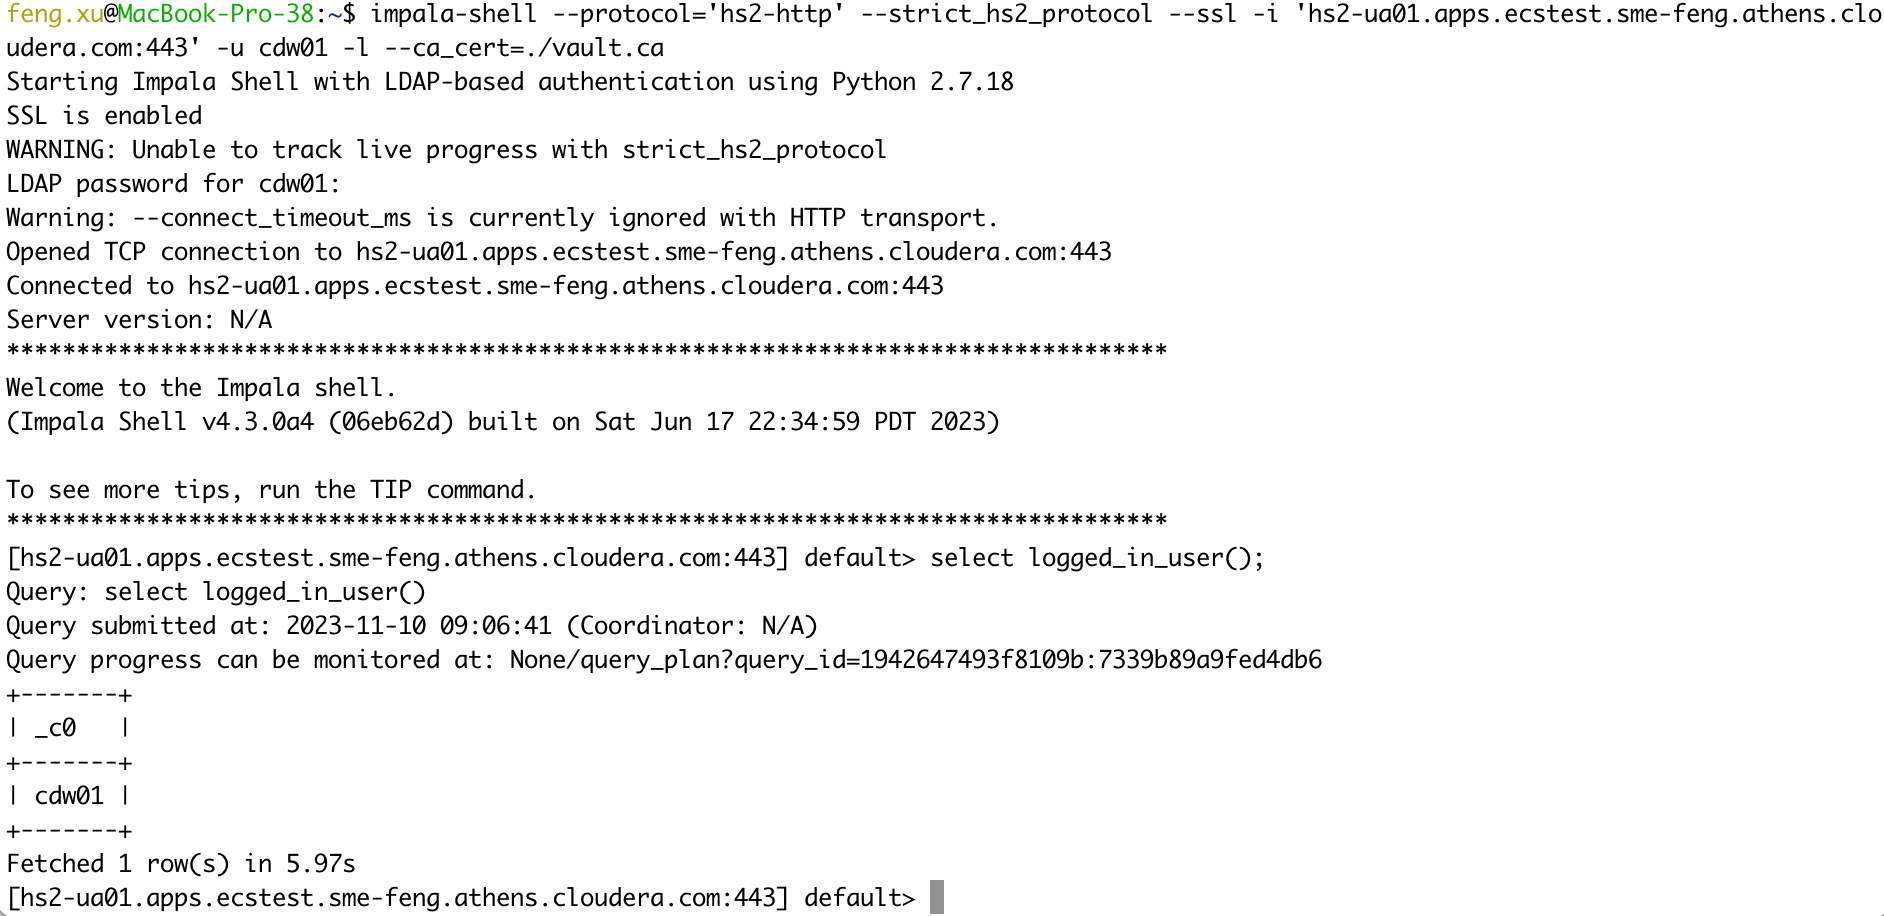 feng.xu@MacBook-Pro-38:~$ impala-shell --protocol='hs2-http' --strict_hs2_protocol --ssl -i 'hs2-ua01.apps.ecstest.sme-feng.athens.clo
udera.com:443' -u cdw01 -l --ca_cert=./vault.ca
Starting Impala Shell with LDAP-based authentication using Python 2.7.18
SSL is enabled
WARNING: Unable to track live progress with strict_hs2_protocol
LDAP password for cdw01:
Warning: --connect_timeout_ms is currently ignored with HTTP transport.
Opened TCP connection to hs2-ua01.apps.ecstest.sme-feng.athens.cloudera.com:443
Connected to hs2-ua01.apps.ecstest.sme-feng.athens.cloudera.com:443
Server version: N/A
***********************************************************************************
Welcome to the Impala shell.
(Impala Shell v4.3.0a4 (06eb62d) built on Sat Jun 17 22:34:59 PDT 2023)

To see more tips, run the TIP command.
***********************************************************************************
[hs2-ua01.apps.ecstest.sme-feng.athens.cloudera.com:443] default> select logged_in_user();
Query: select logged_in_user()
Query submitted at: 2023-11-10 09:06:41 (Coordinator: N/A)
Query progress can be monitored at: None/query_plan?query_id=1942647493f8109b:7339b89a9fed4db6
+-------+
| _c0   |
+-------+
| cdw01 |
+-------+
Fetched 1 row(s) in 5.97s
[hs2-ua01.apps.ecstest.sme-feng.athens.cloudera.com:443] default>